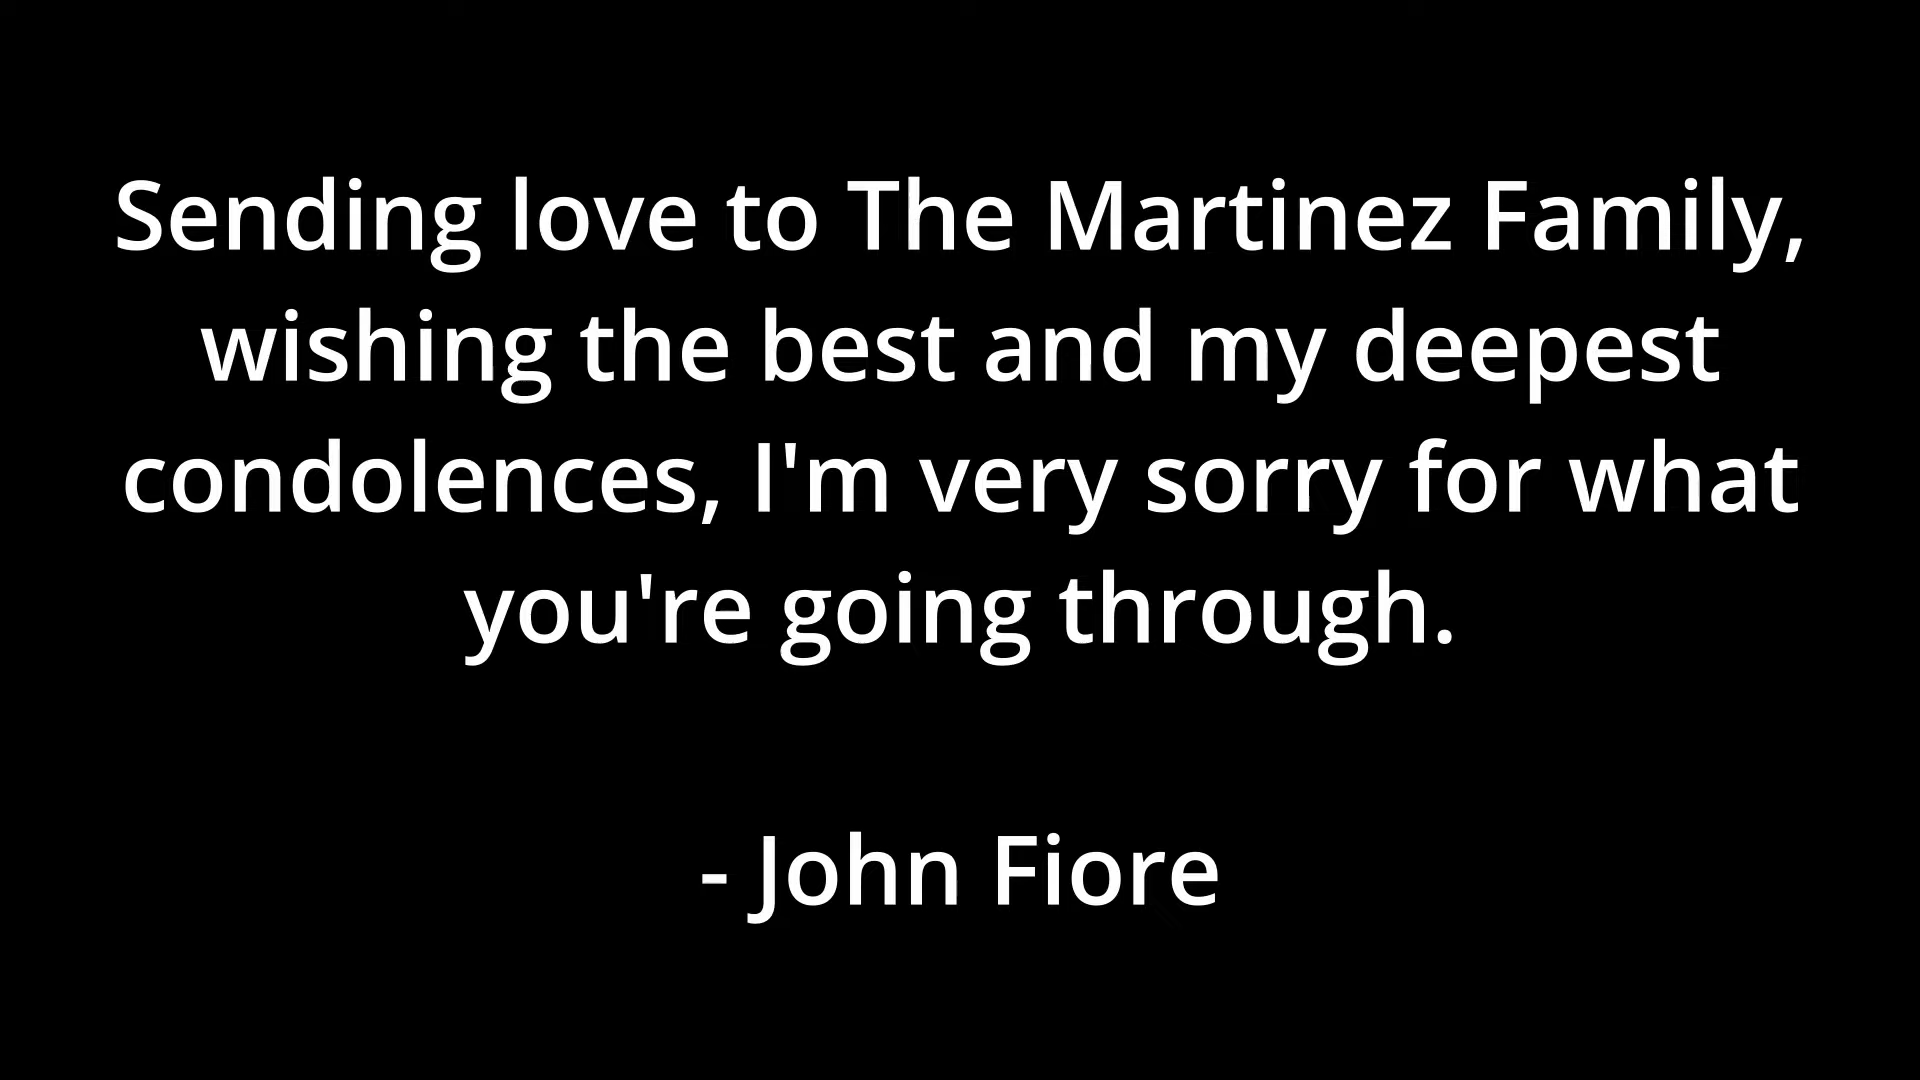 Sending love to The Martinez Family,
wishing the best and my deepest
condolences, I'm very sorry for what
you're going through.
- John Fiore